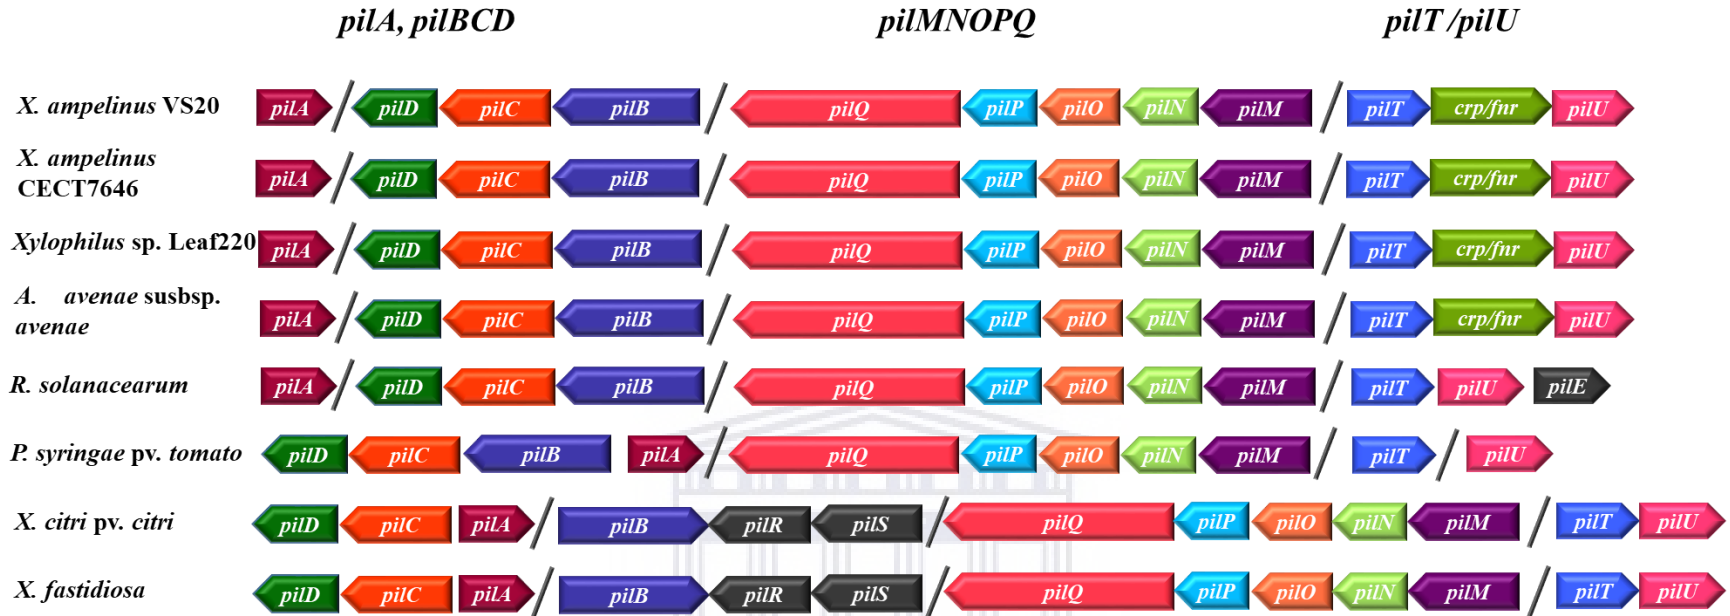 pilA, pilBCD pilMNOPQ pilT /pilU
X. ampelinus VS20 pilA pilD pilC pilB pilQ pilP pilO pilN pilM pilT crp/fnr pilU
X. ampelinus
CECT7646 pilA pilD pilC pilB pilQ pilP pilO pilN pilM pilT crp/fnr pilU
Xylophilus sp. Leaf220 pilA pilD pilC pilB pilQ pilP pilO pilN pilM pilT crp/fnr pilU
A. avenae susbsp.
avenae pilA pilD pilC pilB pilQ pilP pilO pilN pilM pilT crp/fnr pilU
R. solanacearum pilA pilD pilC pilB pilQ pilP pilO pilN pilM pilT pilU pilE
P. syringae pv. tomato pilD pilC pilB pilA pilQ pilP pilO pilN pilM pilT pilU
X. citri pv. citri pilD pilC pilA pilB pilR pilS pilQ pilP pilO pilN pilM pilT pilU
X. fastidiosa pilD pilC pilA pilB pilR pilS pilQ pilP pilO pilN pilM pilT pilU